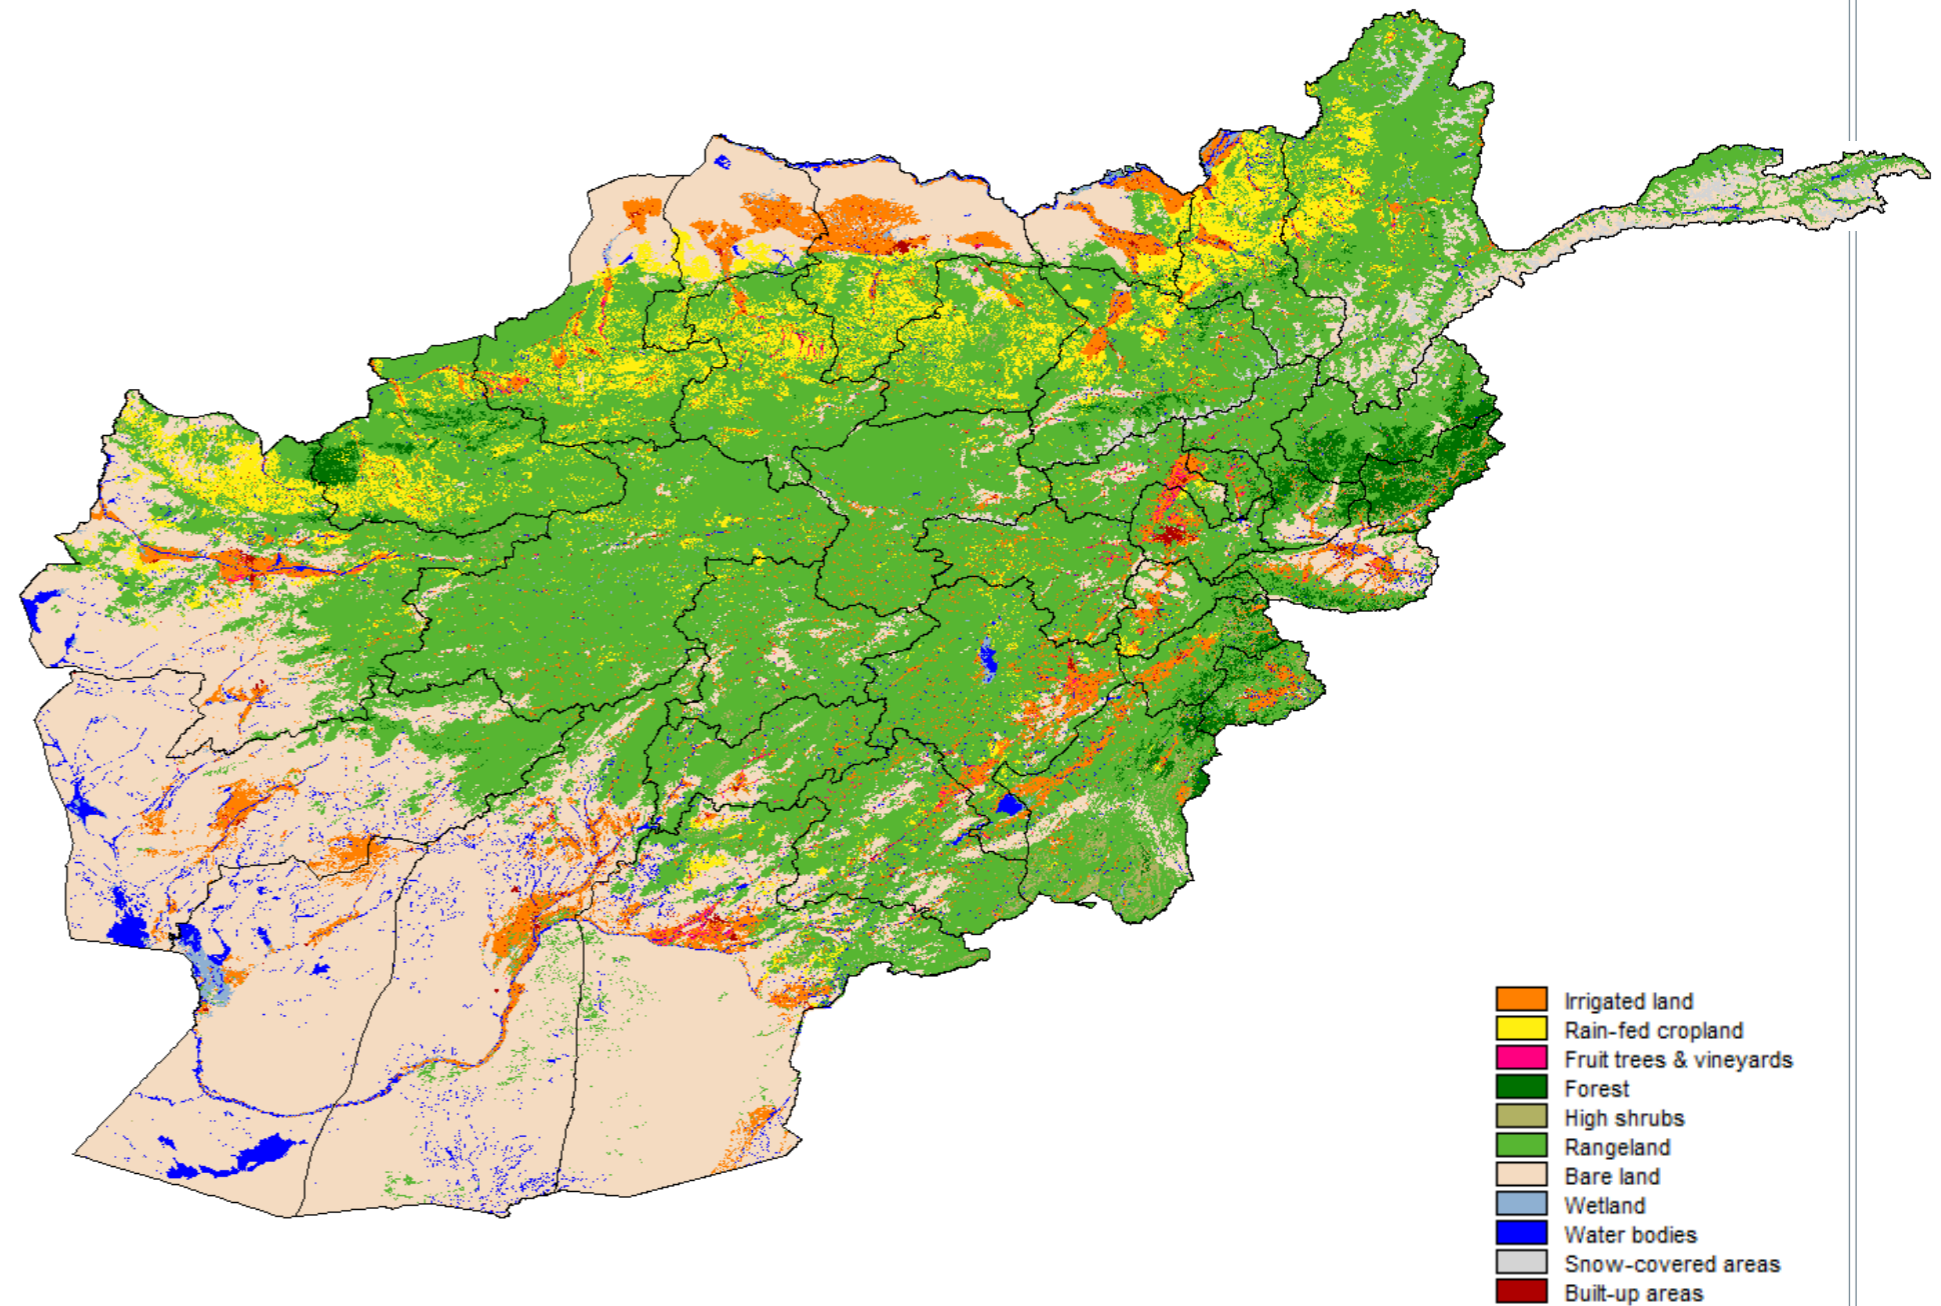 Irrigated land
Rain-fed cropland
Fruit trees & vineyards
Forest
High shrubs
Rangeland
Bare land
Wetland
Water bodies
Snow-covered areas
Built-up areas